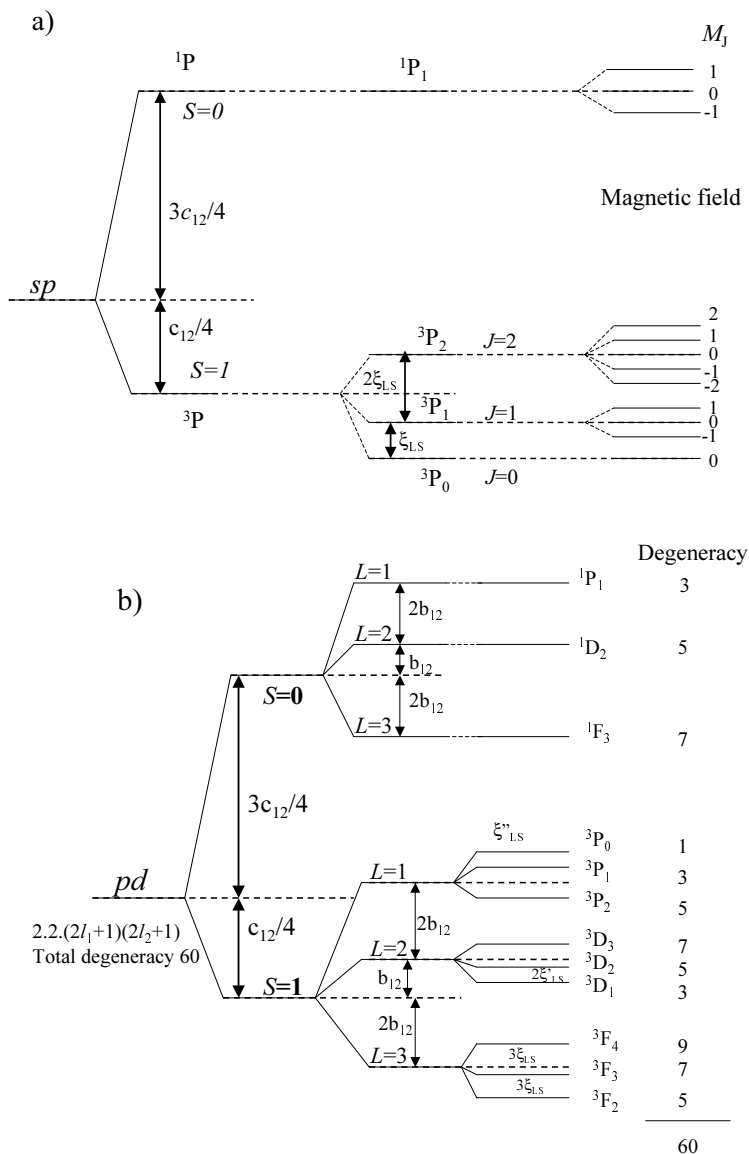 a)
M_J
¹P
¹P₁
1
0
-1
S=0
3c₁₂/4
Magnetic field
sp
c₁₂/4
S=1
³P
³P₂ J=2
2ξ_LS
³P₁ J=1
ξ_LS
³P₀ J=0
2
1
0
-1
-2
1
0
-1
0
b)
Degeneracy
L=1
¹P₁ 3
2b₁₂
L=2
¹D₂ 5
b₁₂
S=0
2b₁₂
L=3
¹F₃ 7
3c₁₂/4
pd
2.2.(2l₁+1)(2l₂+1)
Total degeneracy 60
c₁₂/4
S=1
ξ”_LS
³P₀ 1
L=1
³P₁ 3
³P₂ 5
2b₁₂
L=2
³D₃ 7
³D₂ 5
2ξ’_LS
³D₁ 3
b₁₂
2b₁₂
L=3
³F₄ 9
3ξ_LS
³F₃ 7
3ξ_LS
³F₂ 5
60